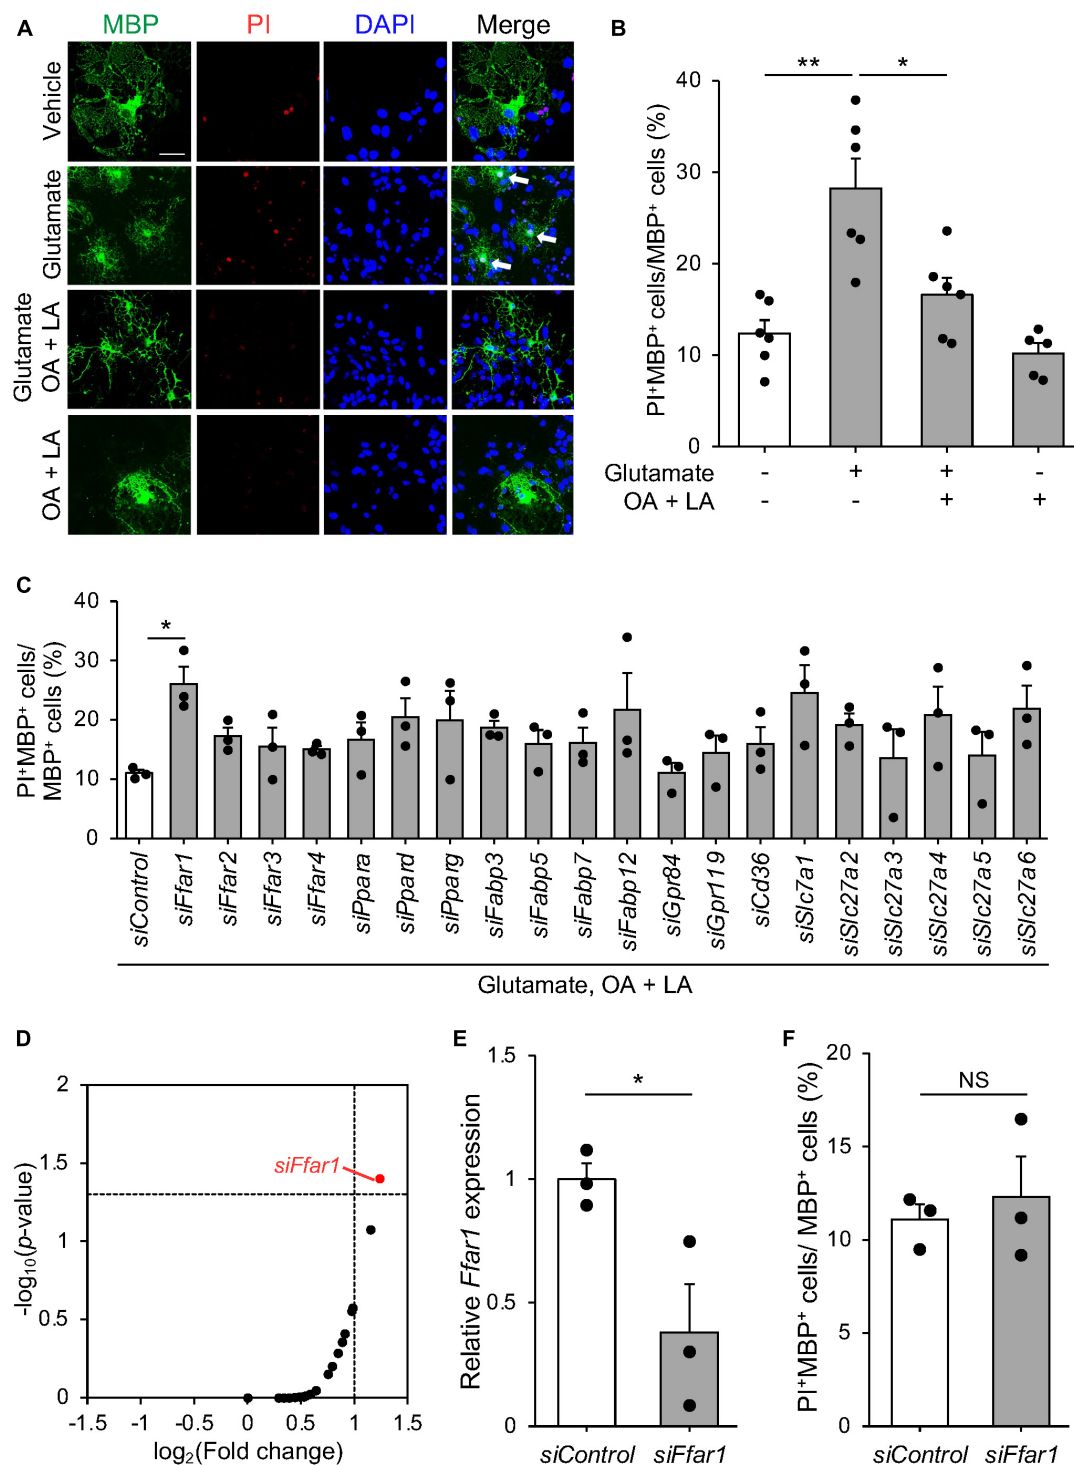 A
MBP PI DAPI Merge
Vehicle
Glutamate
Glutamate
OA + LA
OA + LA
B
PI⁺MBP⁺ cells/MBP⁺ cells (%)
40
30
20
10
0
** *
Glutamate - + + -
OA + LA - - + +
C
PI⁺MBP⁺ cells/
MBP⁺ cells (%)
40
30
20
10
0
*
siControl
siFfar1
siFfar2
siFfar3
siFfar4
siPpara
siPpard
siPparg
siFabp3
siFabp5
siFabp7
siFabp12
siGpr84
siGpr119
siCd36
siSlc7a1
siSlc27a2
siSlc27a3
siSlc27a4
siSlc27a5
siSlc27a6
Glutamate, OA + LA
D
-log₁₀(p-value)
2
1.5
1
0.5
0
siFfar1
-1.5 -1 -0.5 0 0.5 1 1.5
log₂(Fold change)
E
Relative Ffar1 expression
1.5
1
0.5
0
*
siControl siFfar1
F
PI⁺MBP⁺ cells/ MBP⁺ cells (%)
20
15
10
5
0
NS
siControl siFfar1